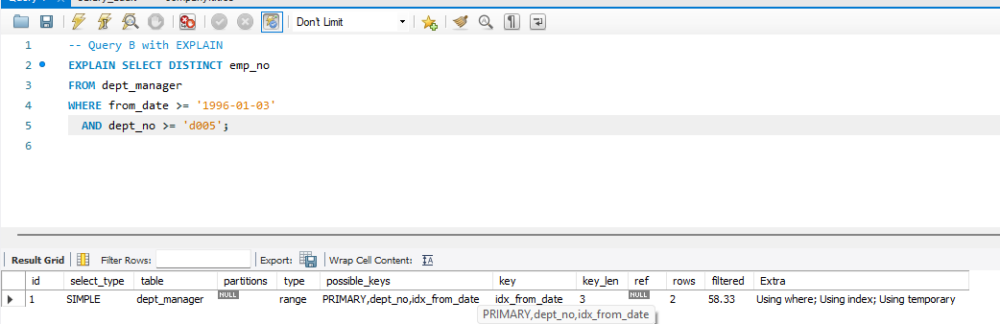 Don't Limit
1 -- Query B with EXPLAIN
2 EXPLAIN SELECT DISTINCT emp_no
3 FROM dept_manager
4 WHERE from_date >= '1996-01-03'
5 AND dept_no >= 'd005';
6
Result Grid Filter Rows: Export: Wrap Cell Content:
id select_type table partitions type possible_keys key key_len ref rows filtered Extra
1 SIMPLE dept_manager NULL range PRIMARY,dept_no,idx_from_date idx_from_date 3 NULL 2 58.33 Using where; Using index; Using temporary
PRIMARY,dept_no,idx_from_date